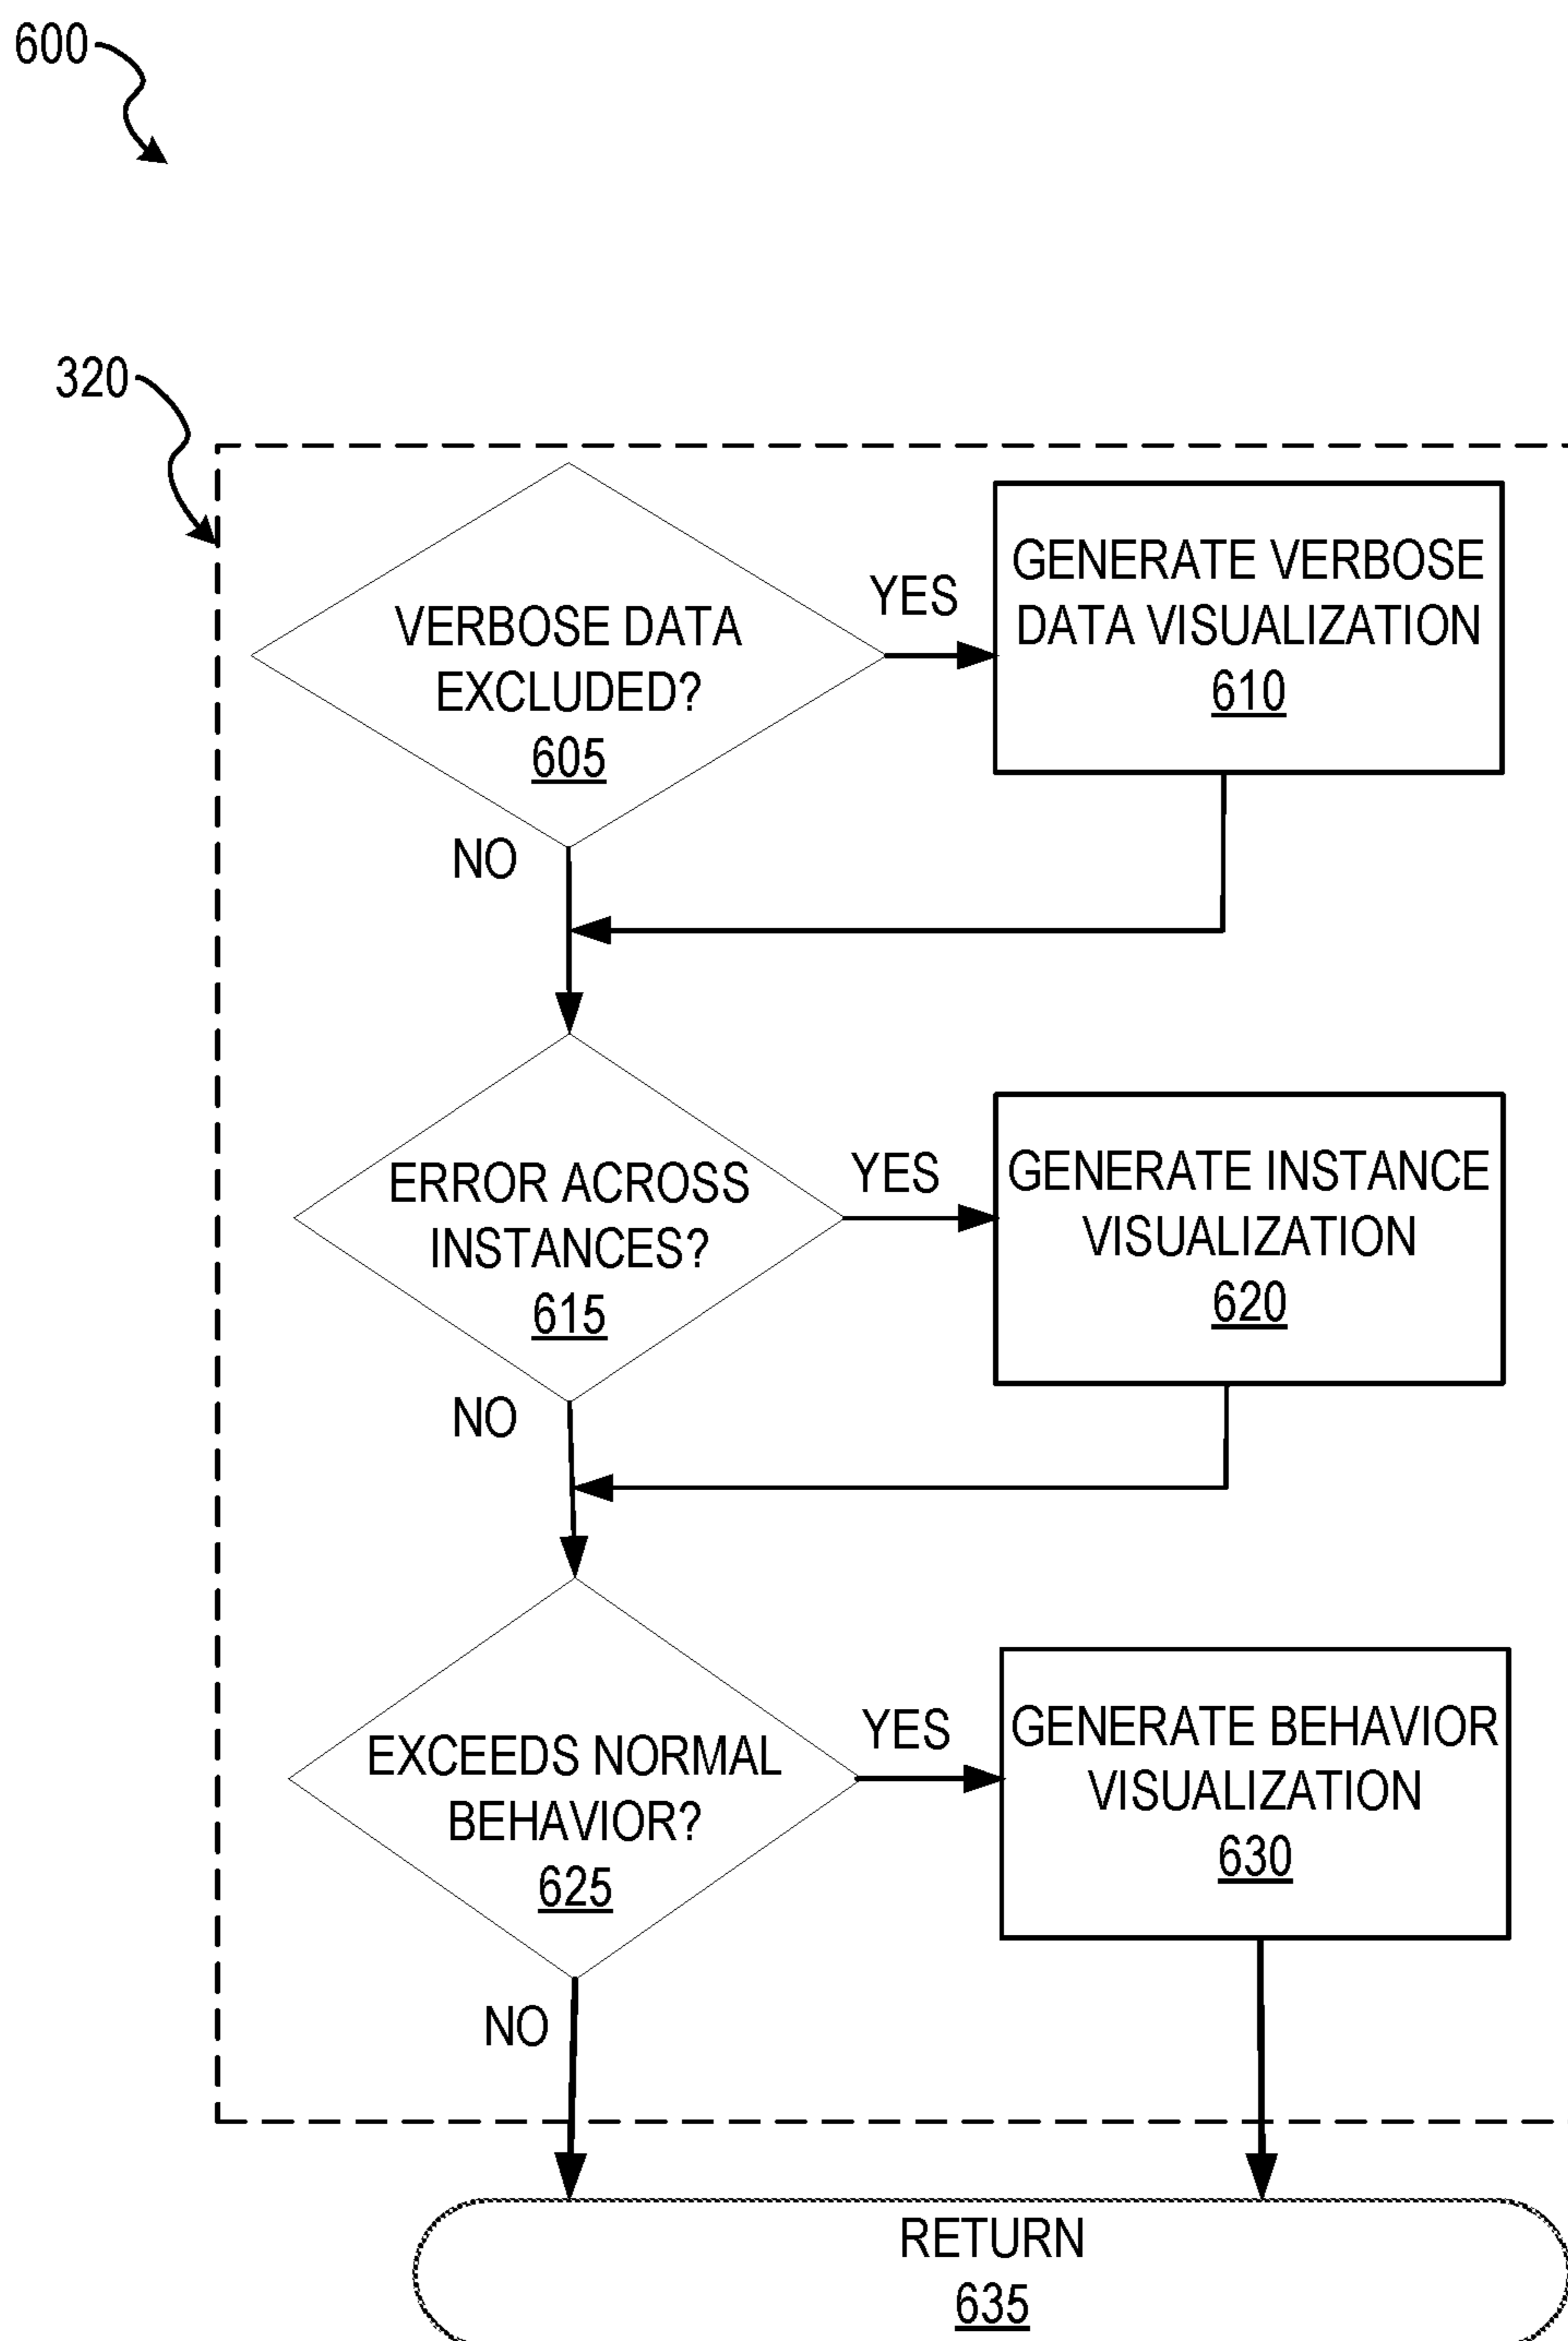 600
320
VERBOSE DATA
EXCLUDED?
605
YES
GENERATE VERBOSE
DATA VISUALIZATION
610
NO
ERROR ACROSS
INSTANCES?
615
YES
GENERATE INSTANCE
VISUALIZATION
620
NO
EXCEEDS NORMAL
BEHAVIOR?
625
YES
GENERATE BEHAVIOR
VISUALIZATION
630
NO
RETURN
635